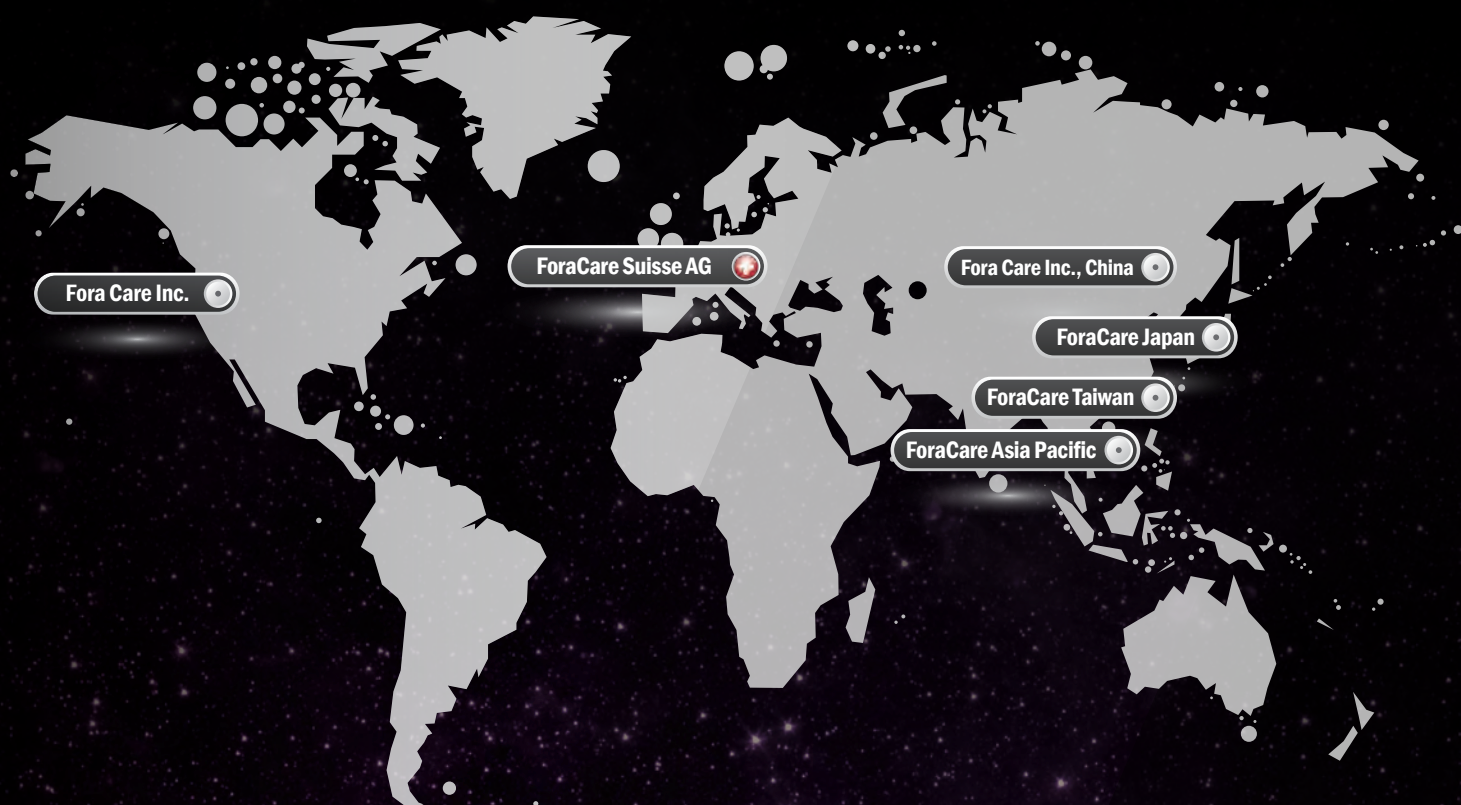 ForaCare Suisse AG
Fora Care Inc., China
Fora Care Inc.
ForaCare Japan
ForaCare Taiwan
ForaCare Asia Pacific